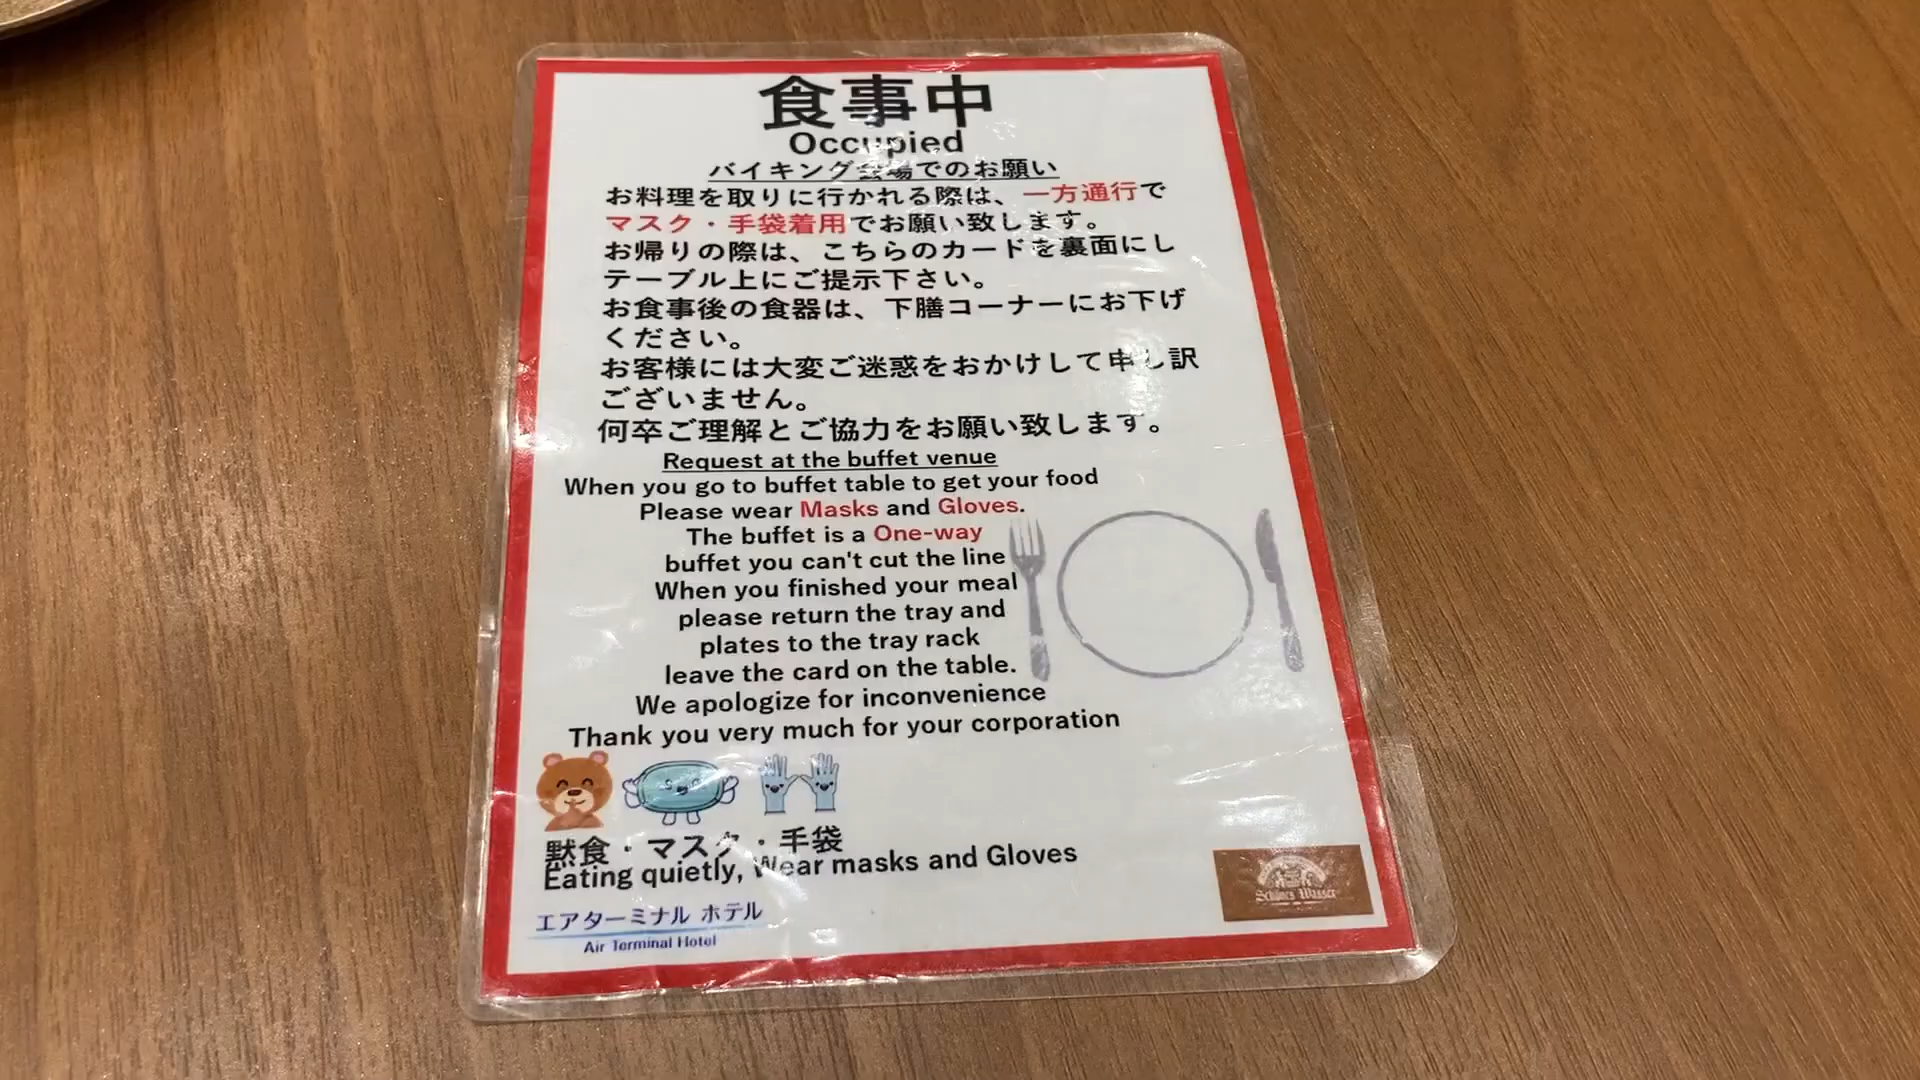 食事中
Occupied
バイキング会場でのお願い
お料理を取りに行かれる際は、一方通行で
マスク・手袋着用でお願い致します。
お帰りの際は、こちらのカードを裏面にし
テーブル上にご提示下さい。
お食事後の食器は、下膳コーナーにお下げ
ください。
お客様には大変ご迷惑をおかけして申し訳
ございません。
何卒ご理解とご協力をお願い致します。
Request at the buffet venue
When you go to buffet table to get your food
Please wear Masks and Gloves.
The buffet is a One-way
buffet you can't cut the line
When you finished your meal
please return the tray and
plates to the tray rack
leave the card on the table.
We apologize for inconvenience
Thank you very much for your corporation
黙食・マスク・手袋
Eating quietly, Wear masks and Gloves
エアターミナル ホテル
Air Terminal Hotel
Schönes Wasser